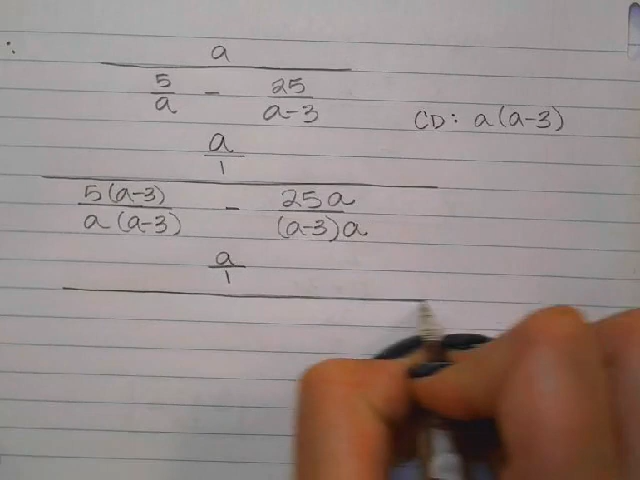 :
a
5/a - 25/a-3
CD: a(a-3)
a/1
5(a-3)/a(a-3) - 25a/(a-3)a
a/1